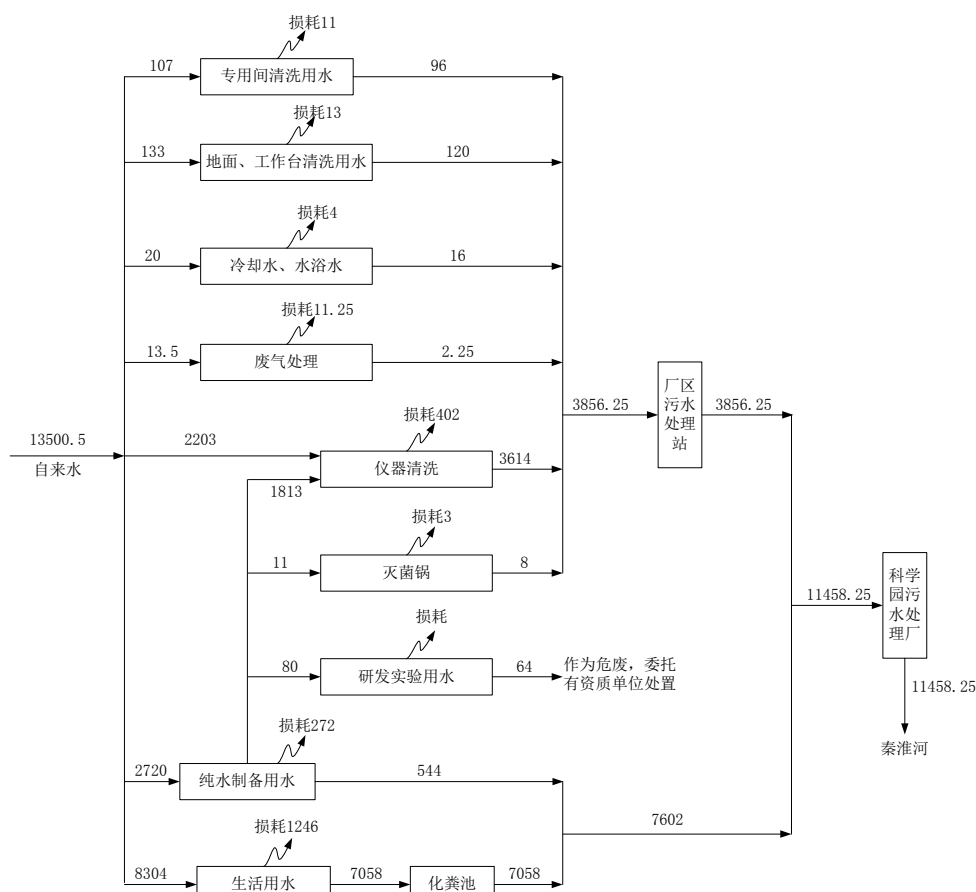 损耗11
107
专用间清洗用水
96
损耗13
133
地面、工作台清洗用水
120
损耗4
20
冷却水、水浴水
16
损耗11.25
13.5
废气处理
2.25
厂区
污水
处理
站
3856.25
3856.25
损耗402
13500.5
自来水
2203
1813
仪器清洗
3614
损耗3
11
灭菌锅
8
科学
园污
水处
理厂
11458.25
11458.25
秦淮河
损耗
80
研发实验用水
64
作为危废，委托
有资质单位处置
损耗272
2720
纯水制备用水
544
7602
损耗1246
8304
生活用水
7058
化粪池
7058